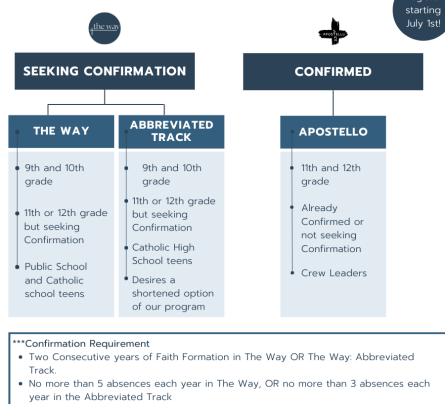 starting
July 1st!
the way
APOSTELLO
SEEKING CONFIRMATION
CONFIRMED
THE WAY
ABBREVIATED
TRACK
APOSTELLO
• 9th and 10th
grade
• 11th or 12th grade
but seeking
Confirmation
• Public School
and Catholic
school teens
• 9th and 10th
grade
• 11th or 12th grade
but seeking
Confirmation
• Catholic High
School teens
• Desires a
shortened option
of our program
• 11th and 12th
grade
• Already
Confirmed or
not seeking
Confirmation
• Crew Leaders
***Confirmation Requirement
• Two Consecutive years of Faith Formation in The Way OR The Way: Abbreviated
Track.
• No more than 5 absences each year in The Way, OR no more than 3 absences each
year in the Abbreviated Track